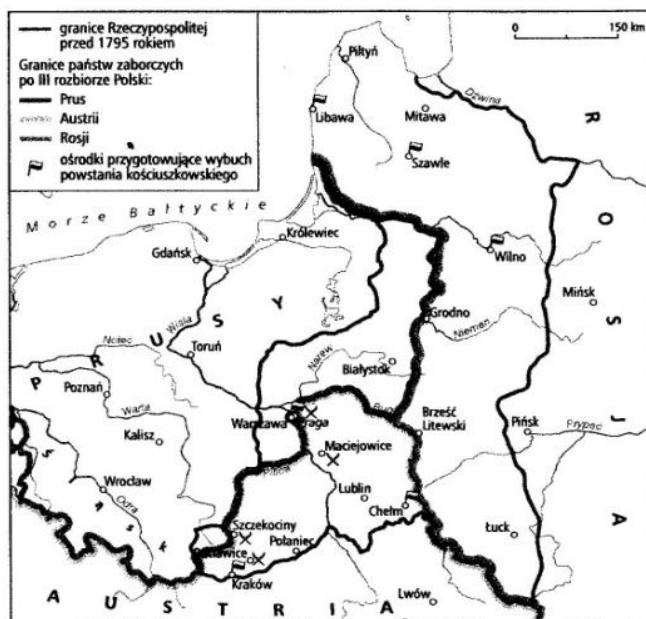 granice Rzeczypospolitej
przed 1795 rokiem
Granice państw zaborczych
po III rozbiorze Polski:
Prus
Austrii
Rosji
ośrodki przygotowujące wybuch
powstania kościuszkowskiego
0 150 km
Piltyń
Dźwina
R
Libawa
Mitawa
Szawle
O
Morze Bałtyckie
Królewiec
Gdańsk
Wilno
S
Mińsk
Y
Wisła
S
Grodno
Niemen
U
Noteć
Toruń
R
P
Narew
Białystok
J
Poznań
Warta
Warszawa
Praga
Bug
Brześć
Litewski
Pińsk
Prypeć
Kalisz
Maciejowice
Pilica
Wrocław
Odra
Ś
l
ą
s
k
Lublin
Chełm
A
Szczekociny
Łuck
Połaniec
Kraków
Lwów
A U S T R I A